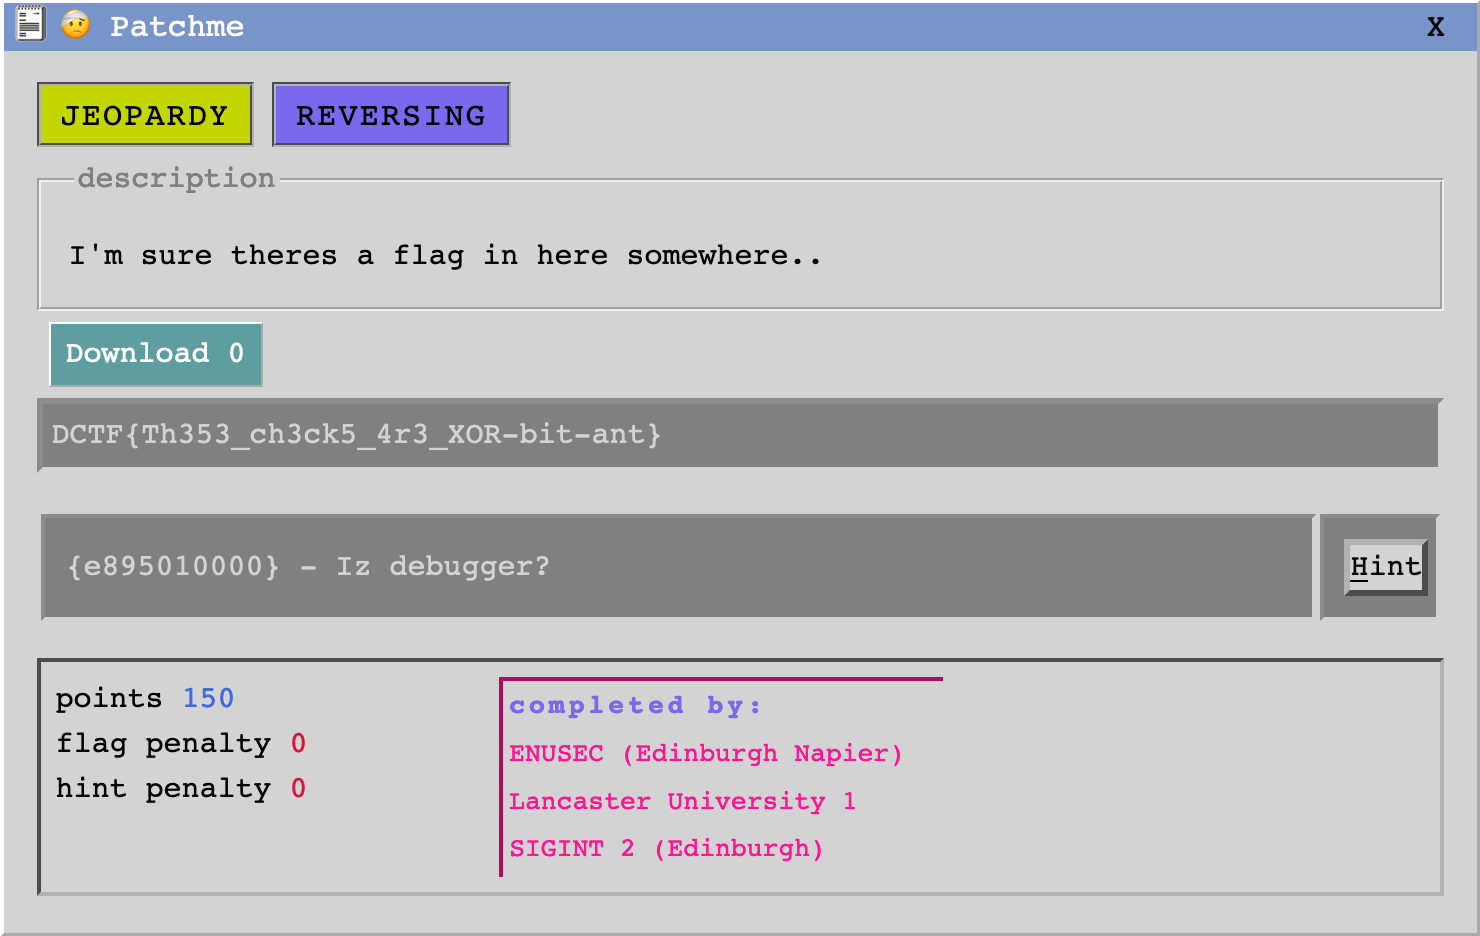 Patchme X
JEOPARDY REVERSING
description
I'm sure theres a flag in here somewhere..
Download 0
DCTF{Th353_ch3ck5_4r3_XOR-bit-ant}
{e895010000} - Iz debugger? Hint
points 150
flag penalty 0
hint penalty 0
completed by:
ENUSEC (Edinburgh Napier)
Lancaster University 1
SIGINT 2 (Edinburgh)